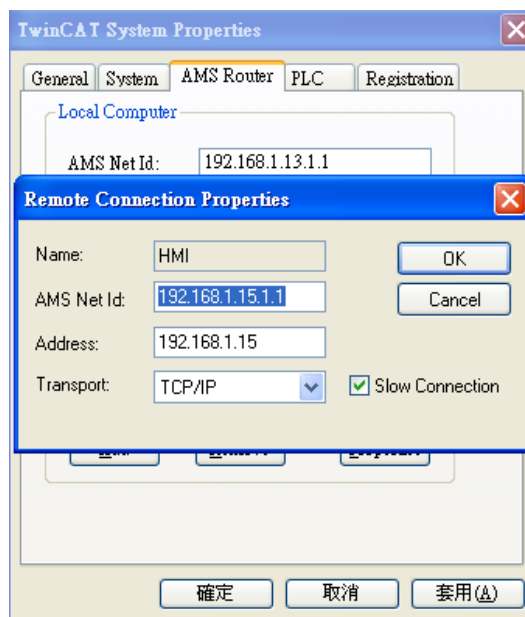 TwinCAT System Properties
General System AMS Router PLC Registration
Local Computer
AMS Net Id: 192.168.1.13.1.1
Remote Connection Properties
Name: HMI OK
AMS Net Id: 192.168.1.15.1.1 Cancel
Address: 192.168.1.15
Transport: TCP/IP Slow Connection
確定 取消 套用(A)